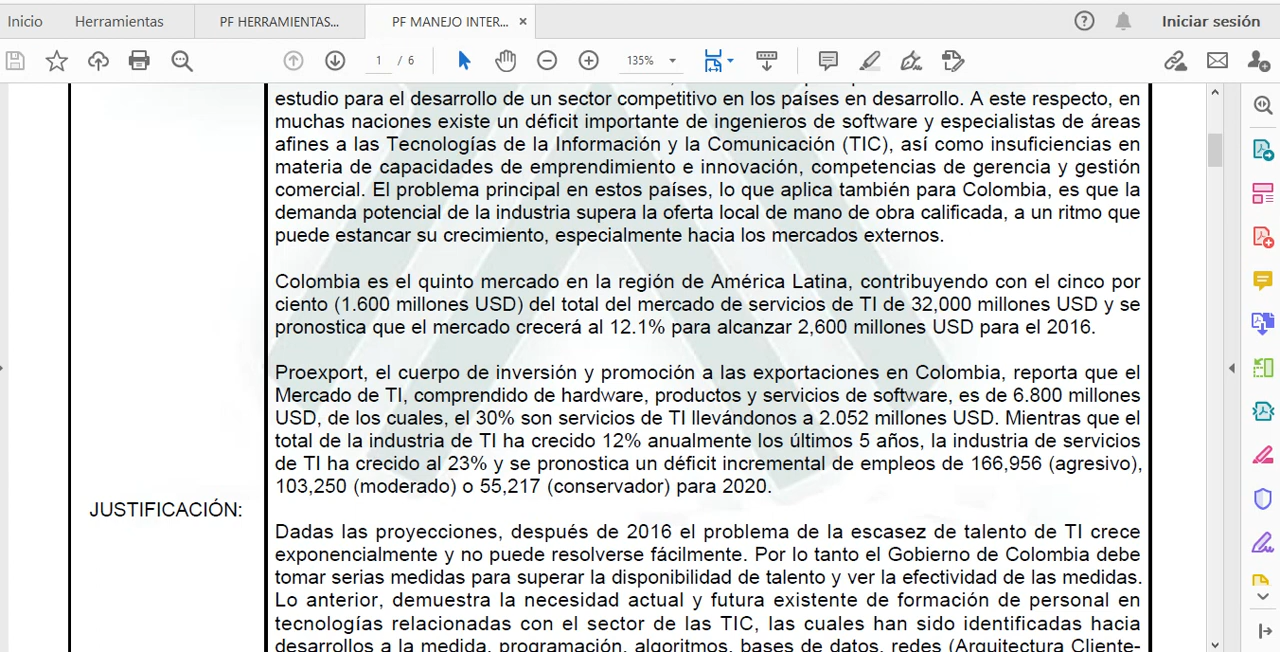 Inicio Herramientas PF HERRAMIENTAS... PF MANEJO INTER... × Iniciar sesión
1 / 6 135%
estudio para el desarrollo de un sector competitivo en los países en desarrollo. A este respecto, en
muchas naciones existe un déficit importante de ingenieros de software y especialistas de áreas
afines a las Tecnologías de la Información y la Comunicación (TIC), así como insuficiencias en
materia de capacidades de emprendimiento e innovación, competencias de gerencia y gestión
comercial. El problema principal en estos países, lo que aplica también para Colombia, es que la
demanda potencial de la industria supera la oferta local de mano de obra calificada, a un ritmo que
puede estancar su crecimiento, especialmente hacia los mercados externos.
Colombia es el quinto mercado en la región de América Latina, contribuyendo con el cinco por
ciento (1.600 millones USD) del total del mercado de servicios de TI de 32,000 millones USD y se
pronostica que el mercado crecerá al 12.1% para alcanzar 2,600 millones USD para el 2016.
Proexport, el cuerpo de inversión y promoción a las exportaciones en Colombia, reporta que el
Mercado de TI, comprendido de hardware, productos y servicios de software, es de 6.800 millones
USD, de los cuales, el 30% son servicios de TI llevándonos a 2.052 millones USD. Mientras que el
total de la industria de TI ha crecido 12% anualmente los últimos 5 años, la industria de servicios
de TI ha crecido al 23% y se pronostica un déficit incremental de empleos de 166,956 (agresivo),
103,250 (moderado) o 55,217 (conservador) para 2020.
JUSTIFICACIÓN:
Dadas las proyecciones, después de 2016 el problema de la escasez de talento de TI crece
exponencialmente y no puede resolverse fácilmente. Por lo tanto el Gobierno de Colombia debe
tomar serias medidas para superar la disponibilidad de talento y ver la efectividad de las medidas.
Lo anterior, demuestra la necesidad actual y futura existente de formación de personal en
tecnologías relacionadas con el sector de las TIC, las cuales han sido identificadas hacia
desarrollos a la medida, programación, algoritmos, bases de datos, redes (Arquitectura Cliente-